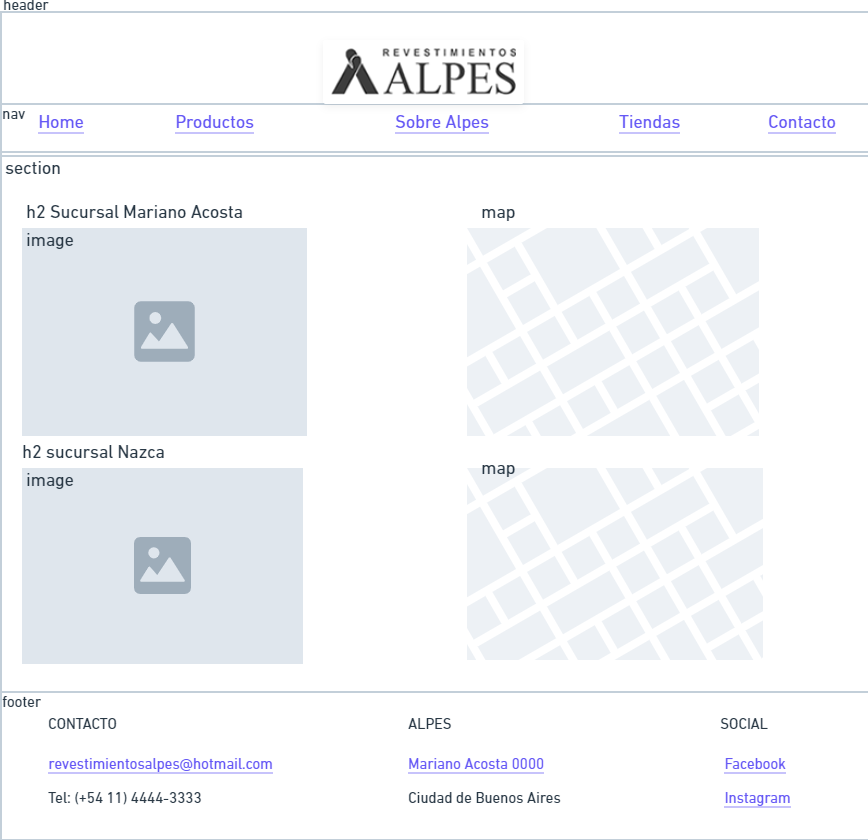 header
REVESTIMIENTOS
ALPES
nav
Home Productos Sobre Alpes Tiendas Contacto
section
h2 Sucursal Mariano Acosta map
image
h2 sucursal Nazca
map
image
footer
CONTACTO ALPES SOCIAL
revestimientosalpes@hotmail.com Mariano Acosta 0000 Facebook
Tel: (+54 11) 4444-3333 Ciudad de Buenos Aires Instagram